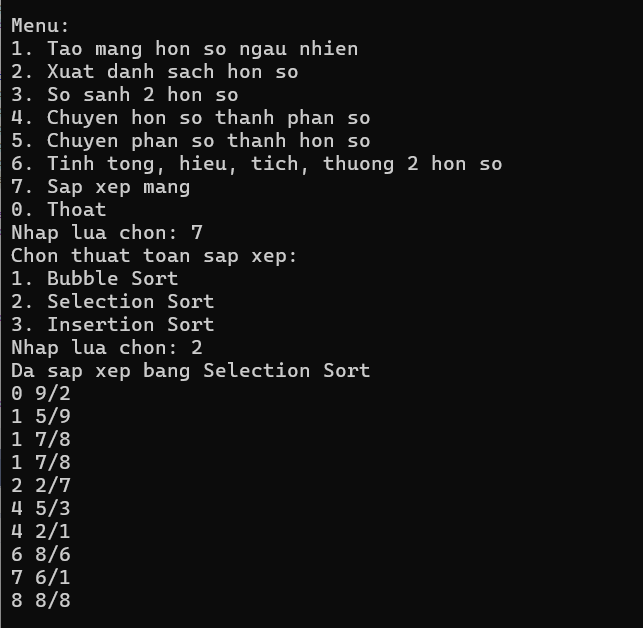 Menu:
1. Tao mang hon so ngau nhien
2. Xuat danh sach hon so
3. So sanh 2 hon so
4. Chuyen hon so thanh phan so
5. Chuyen phan so thanh hon so
6. Tinh tong, hieu, tich, thuong 2 hon so
7. Sap xep mang
0. Thoat
Nhap lua chon: 7
Chon thuat toan sap xep:
1. Bubble Sort
2. Selection Sort
3. Insertion Sort
Nhap lua chon: 2
Da sap xep bang Selection Sort
0 9/2
1 5/9
1 7/8
1 7/8
2 2/7
4 5/3
4 2/1
6 8/6
7 6/1
8 8/8